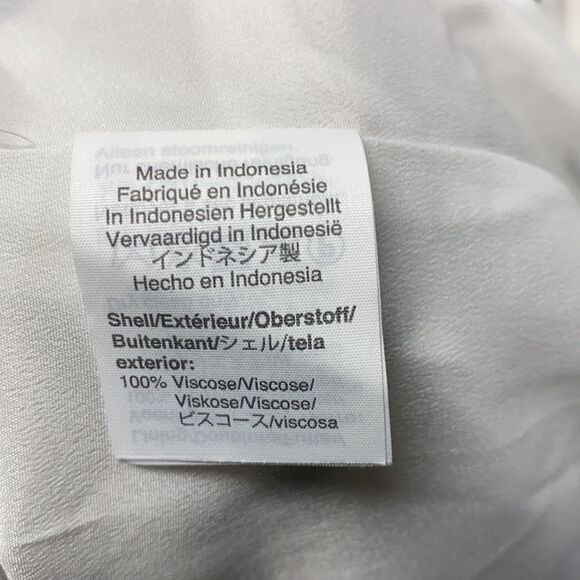 Made in Indonesia
Fabriqué en Indonésie
In Indonesien Hergestellt
Vervaardigd in Indonesië
インドネシア製
Hecho en Indonesia
Shell/Extérieur/Oberstoff/
Buitenkant/シェル/tela
exterior:
100% Viscose/Viscose/
Viskose/Viscose/
ビスコース/viscosa